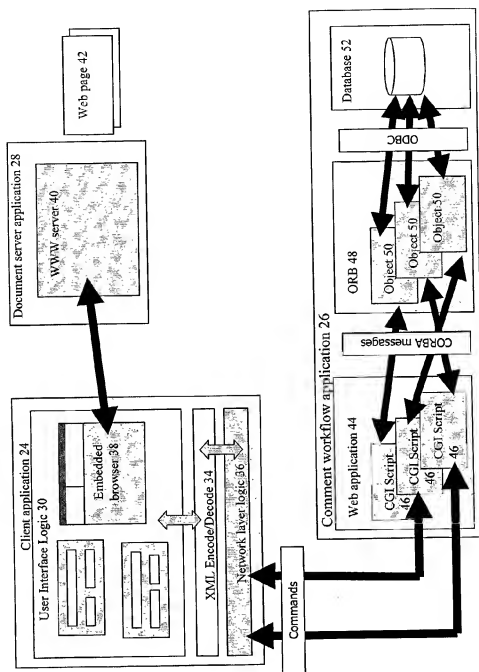 Client application 24
User Interface Logic 30
Embedded
browser 38
XML Encode/Decode 34
Network layer logic 36
Commands
Document server application 28
WWW server 40
Web page 42
Comment workflow application 26
Web application 44
CGI Script
46
CGI Script
46
CGI Script
46
CORBA messages
ORB 48
Object 50
Object 50
Object 50
ODBC
Database 52